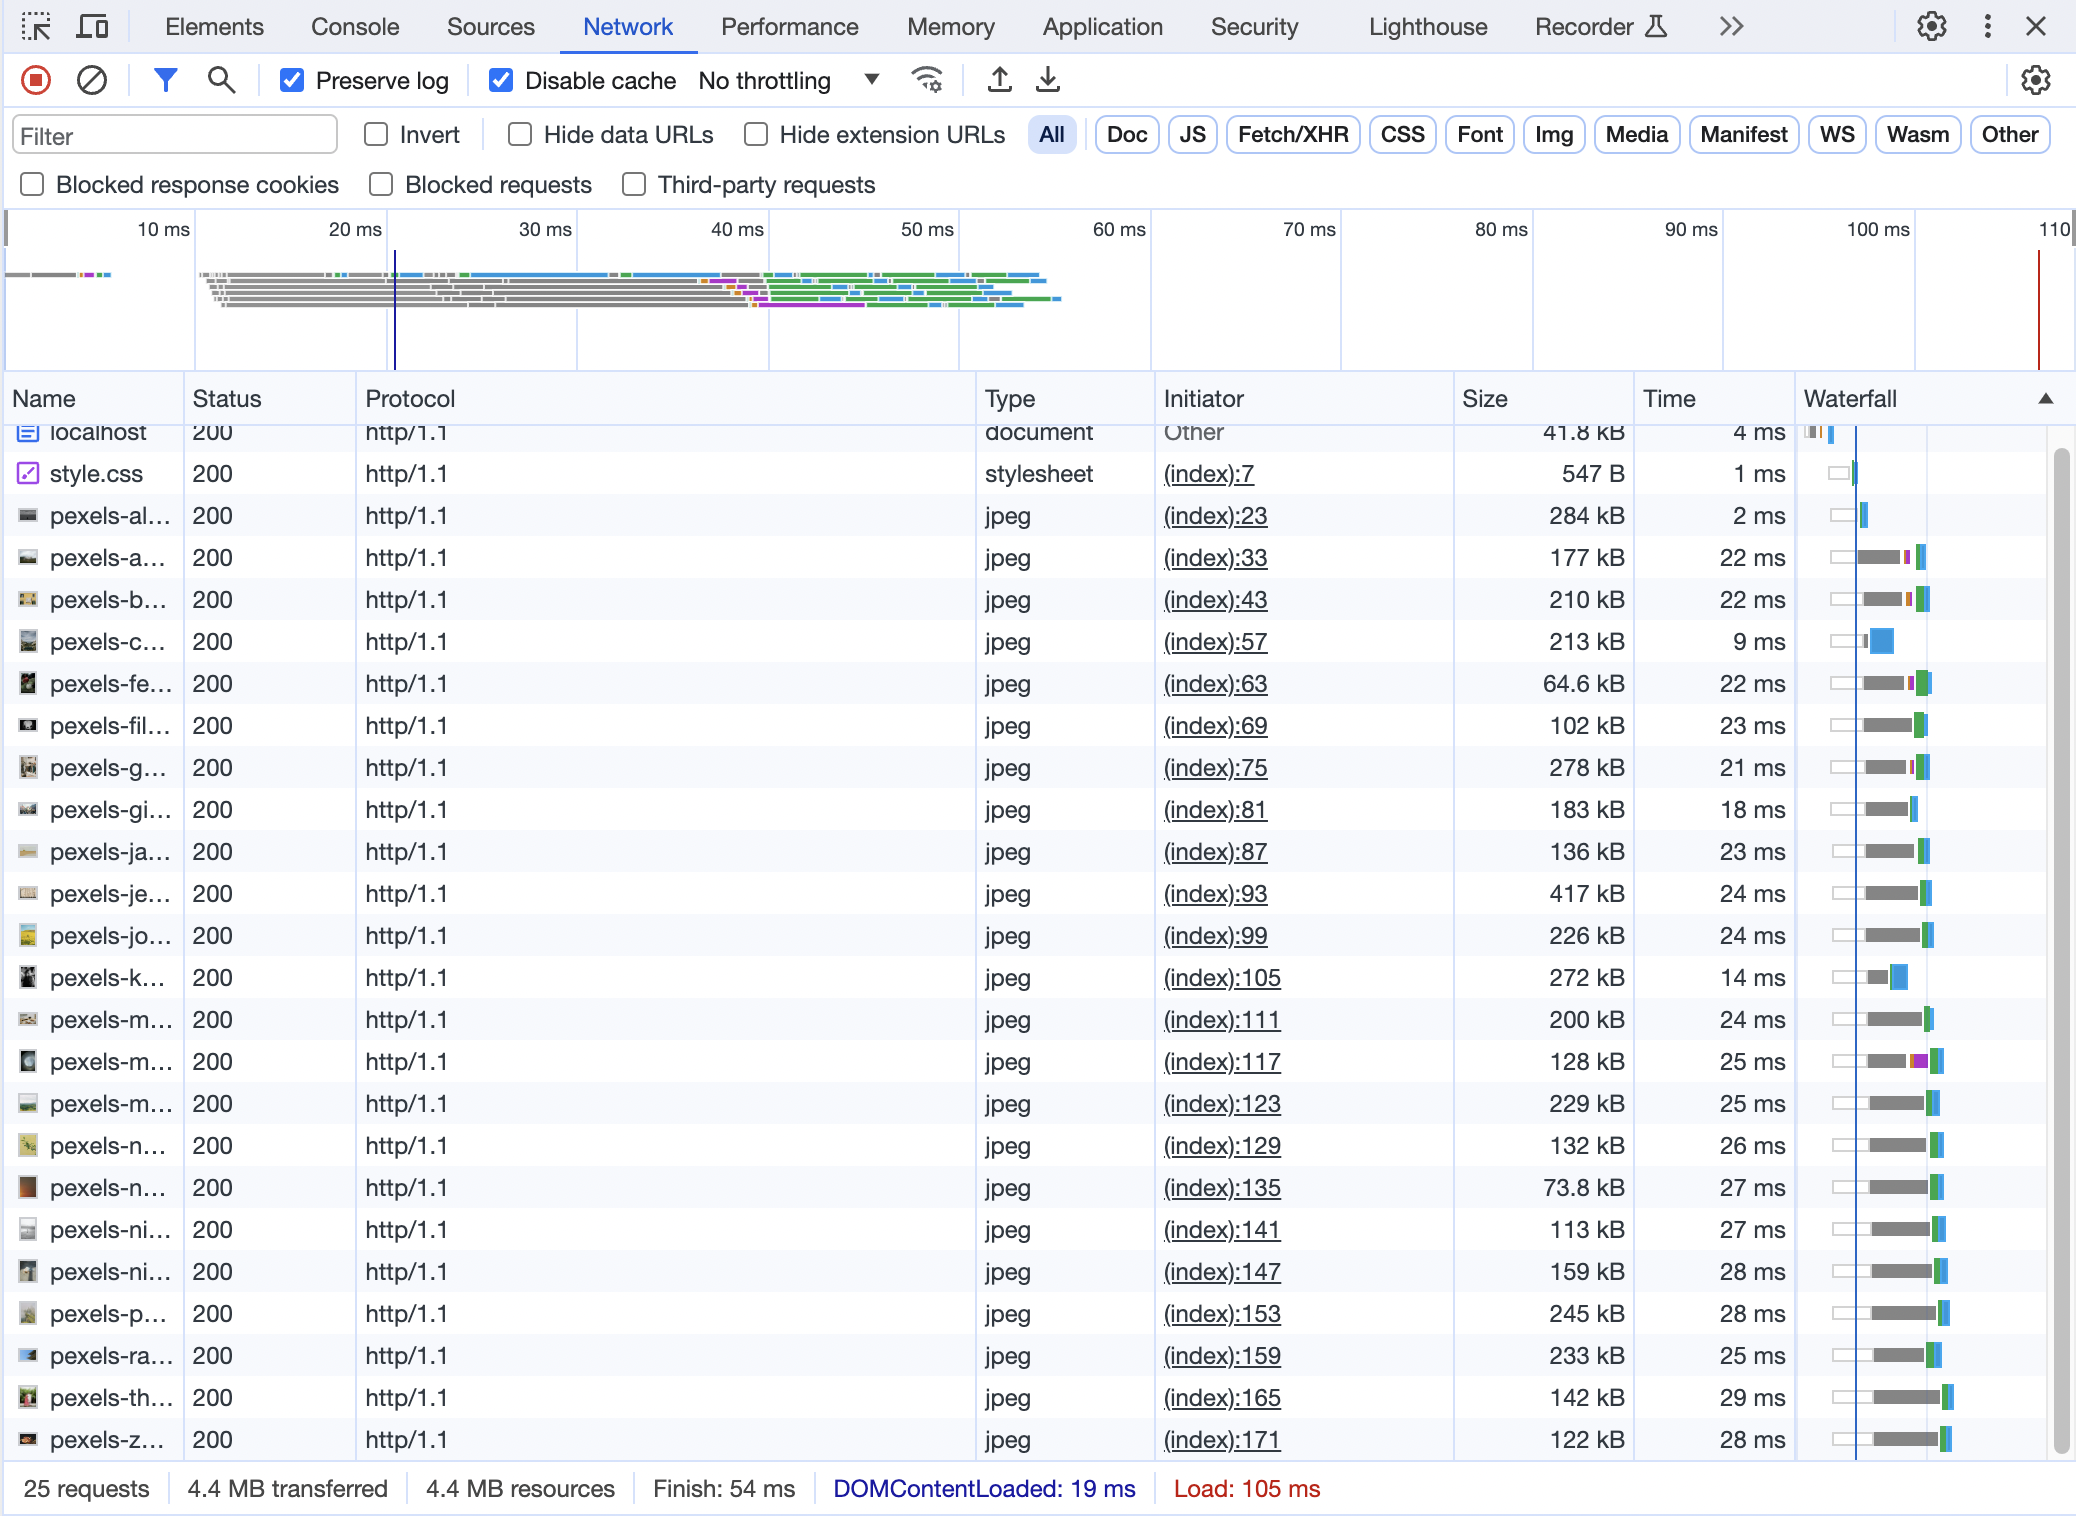 Elements Console Sources Network Performance Memory Application Security Lighthouse Recorder
Preserve log Disable cache No throttling
Filter Invert Hide data URLs Hide extension URLs All Doc JS Fetch/XHR CSS Font Img Media Manifest WS Wasm Other
Blocked response cookies Blocked requests Third-party requests
10 ms 20 ms 30 ms 40 ms 50 ms 60 ms 70 ms 80 ms 90 ms 100 ms 110
Name Status Protocol Type Initiator Size Time Waterfall
localhost 200 http/1.1 document Other 41.8 kB 4 ms
style.css 200 http/1.1 stylesheet (index):7 547 B 1 ms
pexels-al… 200 http/1.1 jpeg (index):23 284 kB 2 ms
pexels-a… 200 http/1.1 jpeg (index):33 177 kB 22 ms
pexels-b… 200 http/1.1 jpeg (index):43 210 kB 22 ms
pexels-c… 200 http/1.1 jpeg (index):57 213 kB 9 ms
pexels-fe… 200 http/1.1 jpeg (index):63 64.6 kB 22 ms
pexels-fil… 200 http/1.1 jpeg (index):69 102 kB 23 ms
pexels-g… 200 http/1.1 jpeg (index):75 278 kB 21 ms
pexels-gi… 200 http/1.1 jpeg (index):81 183 kB 18 ms
pexels-ja… 200 http/1.1 jpeg (index):87 136 kB 23 ms
pexels-je… 200 http/1.1 jpeg (index):93 417 kB 24 ms
pexels-jo… 200 http/1.1 jpeg (index):99 226 kB 24 ms
pexels-k… 200 http/1.1 jpeg (index):105 272 kB 14 ms
pexels-m… 200 http/1.1 jpeg (index):111 200 kB 24 ms
pexels-m… 200 http/1.1 jpeg (index):117 128 kB 25 ms
pexels-m… 200 http/1.1 jpeg (index):123 229 kB 25 ms
pexels-n… 200 http/1.1 jpeg (index):129 132 kB 26 ms
pexels-n… 200 http/1.1 jpeg (index):135 73.8 kB 27 ms
pexels-ni… 200 http/1.1 jpeg (index):141 113 kB 27 ms
pexels-ni… 200 http/1.1 jpeg (index):147 159 kB 28 ms
pexels-p… 200 http/1.1 jpeg (index):153 245 kB 28 ms
pexels-ra… 200 http/1.1 jpeg (index):159 233 kB 25 ms
pexels-th… 200 http/1.1 jpeg (index):165 142 kB 29 ms
pexels-z… 200 http/1.1 jpeg (index):171 122 kB 28 ms
25 requests 4.4 MB transferred 4.4 MB resources Finish: 54 ms DOMContentLoaded: 19 ms Load: 105 ms